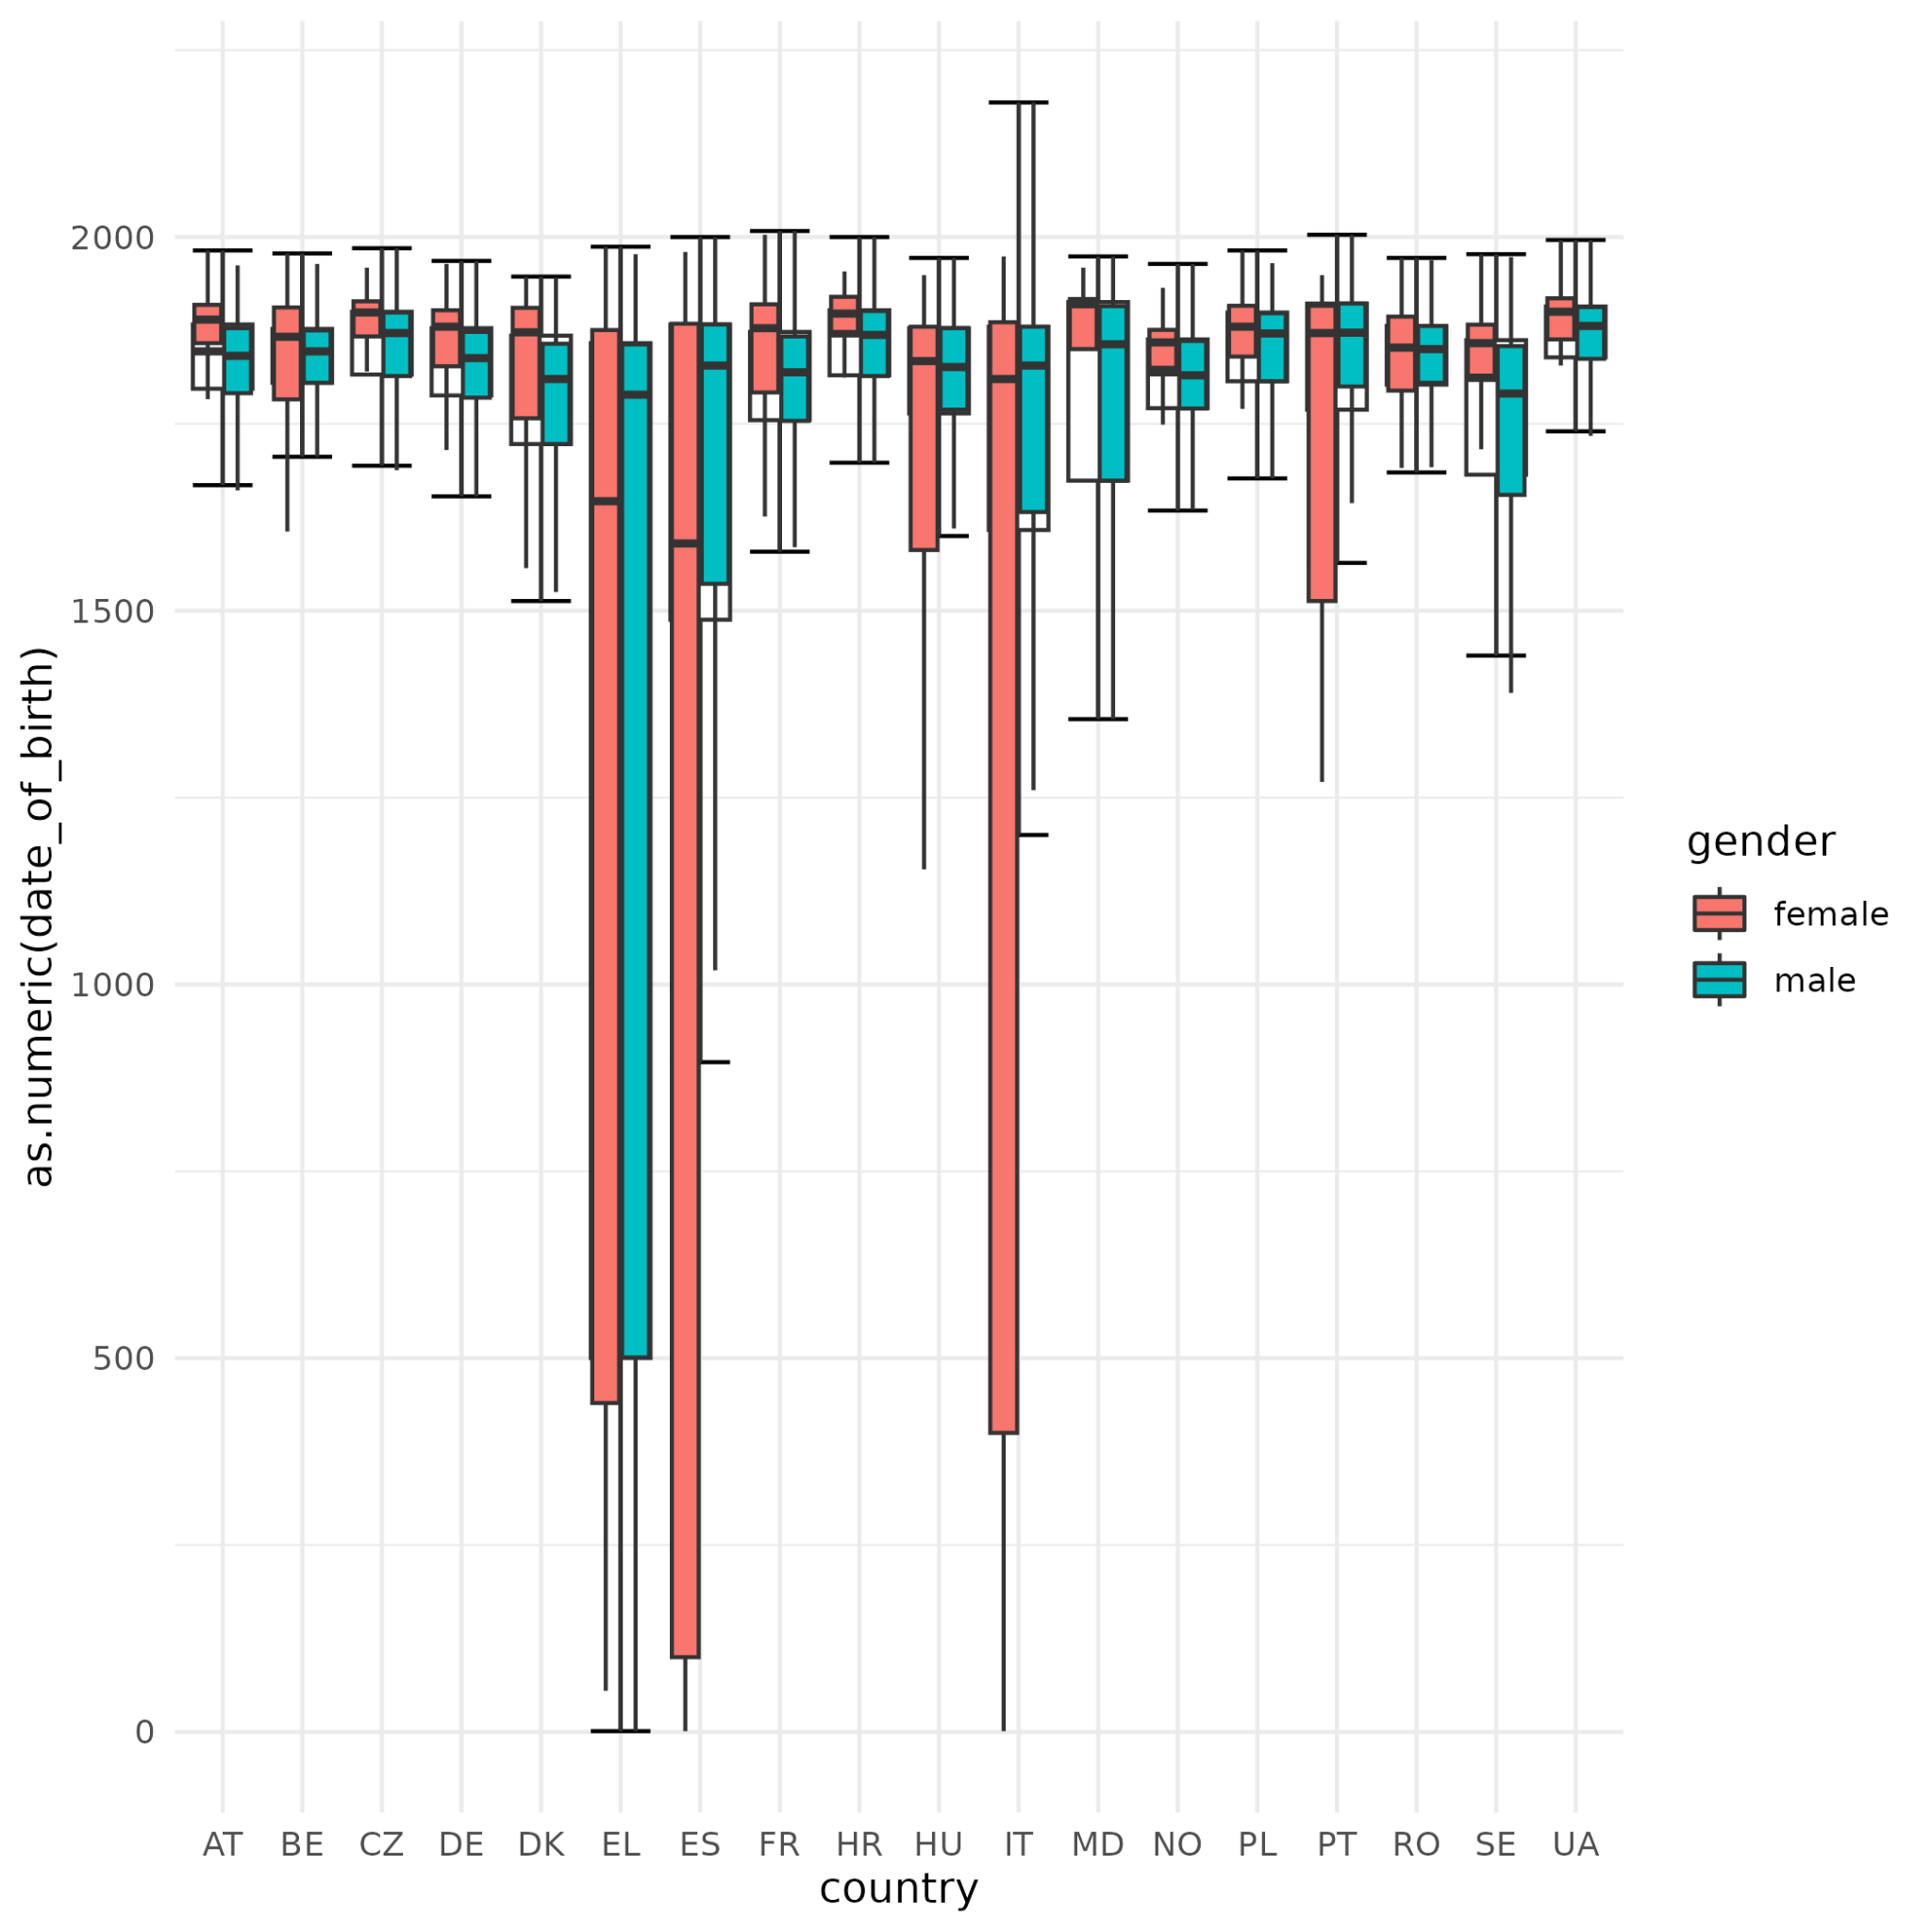 as.numeric(date_of_birth)
2000
1500
1000
500
0
AT BE CZ DE DK EL ES FR HR HU IT MD NO PL PT RO SE UA
country
gender
female
male